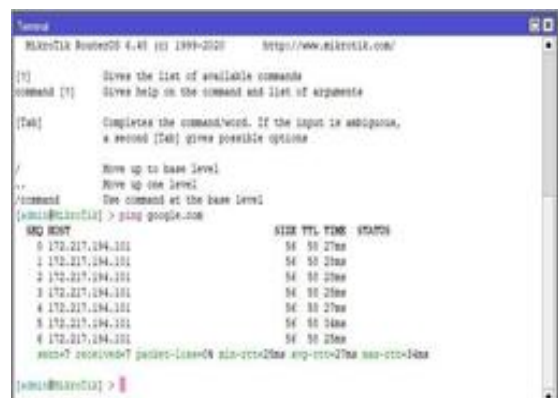 Terminal
MikroTik RouterOS 6.45 (c) 1999-2020 http://www.mikrotik.com/
[?] Gives the list of available commands
command [?] Gives help on the command and list of arguments
[Tab] Completes the command/word. If the input is ambiguous,
a second [Tab] gives possible options
/ Move up to base level
.. Move up one level
/command Use command at the base level
[admin@MikroTik] > ping google.com
SEQ HOST SIZE TTL TIME STATUS
0 172.217.194.101 56 50 27ms
1 172.217.194.101 56 50
2 172.217.194.101 56 50
3 172.217.194.101 56 50 25ms
4 172.217.194.101 56 50 27ms
5 172.217.194.101 56 50 34ms
6 172.217.194.101 56 50 25ms
sent=7 received=7 packet-loss=0% min-rtt=25ms avg-rtt=27ms max-rtt=34ms
[admin@MikroTik] >